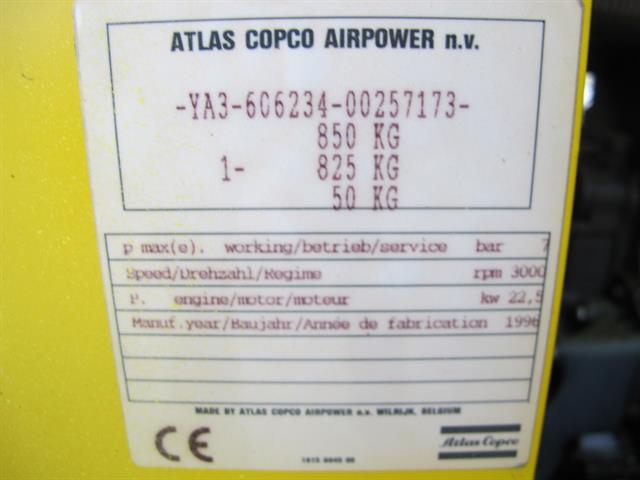 ATLAS COPCO AIRPOWER n.v.
-YA3-606234-00257173-
850 KG
1- 825 KG
50 KG
p max(e). working/betrieb/service bar 7
Speed/Drehzahl/Regime rpm 3000
P. engine/motor/moteur kw 22,5
Manuf.year/Baujahr/Année de fabrication 1996
MADE BY ATLAS COPCO AIRPOWER n.v. WILRIJK, BELGIUM
CE
Atlas Copco